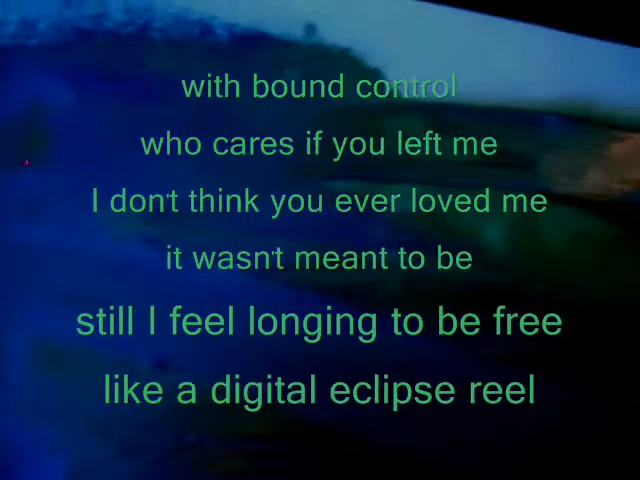 with bound control
who cares if you left me
I don't think you ever loved me
it wasn't meant to be
still I feel longing to be free
like a digital eclipse reel